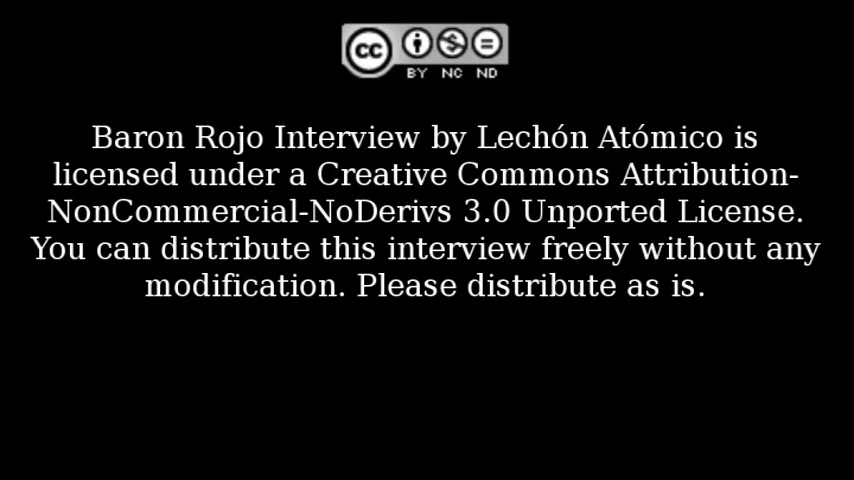 cc
BY NC ND
Baron Rojo Interview by Lechón Atómico is
licensed under a Creative Commons Attribution-
NonCommercial-NoDerivs 3.0 Unported License.
You can distribute this interview freely without any
modification. Please distribute as is.